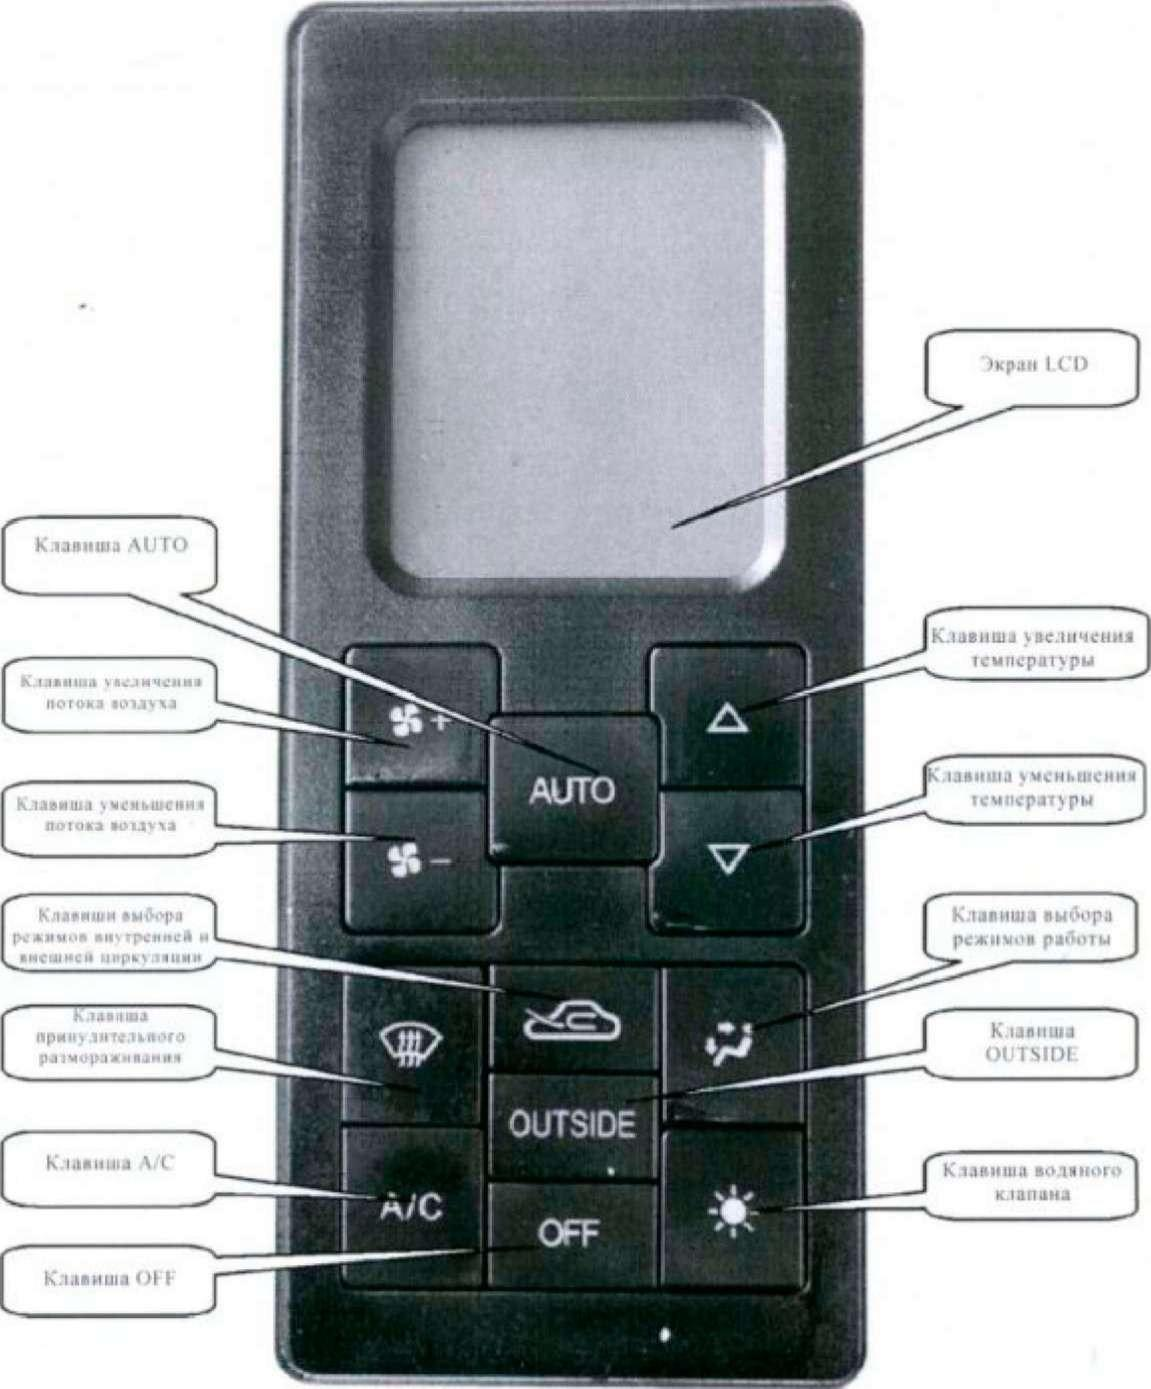 Экран LCD
Клавиша AUTO
Клавиша увеличения
потока воздуха
Клавиша увеличения
температуры
+
AUTO
Клавиша уменьшения
потока воздуха
Клавиша уменьшения
температуры
−
Клавиши выбора
режимов внутренней и
внешней циркуляции
Клавиша выбора
режимов работы
Клавиша
принудительного
размораживания
Клавиша
OUTSIDE
OUTSIDE
Клавиша A/C
A/C
Клавиша водяного
клапана
OFF
Клавиша OFF